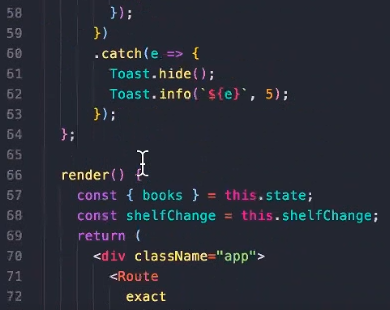 58 });
59 })
60 .catch(e => {
61 Toast.hide();
62 Toast.info(`${e}`, 5);
63 });
64 };
65
66 render() {
67 const { books } = this.state;
68 const shelfChange = this.shelfChange;
69 return (
70 <div className="app">
71 <Route
72 exact